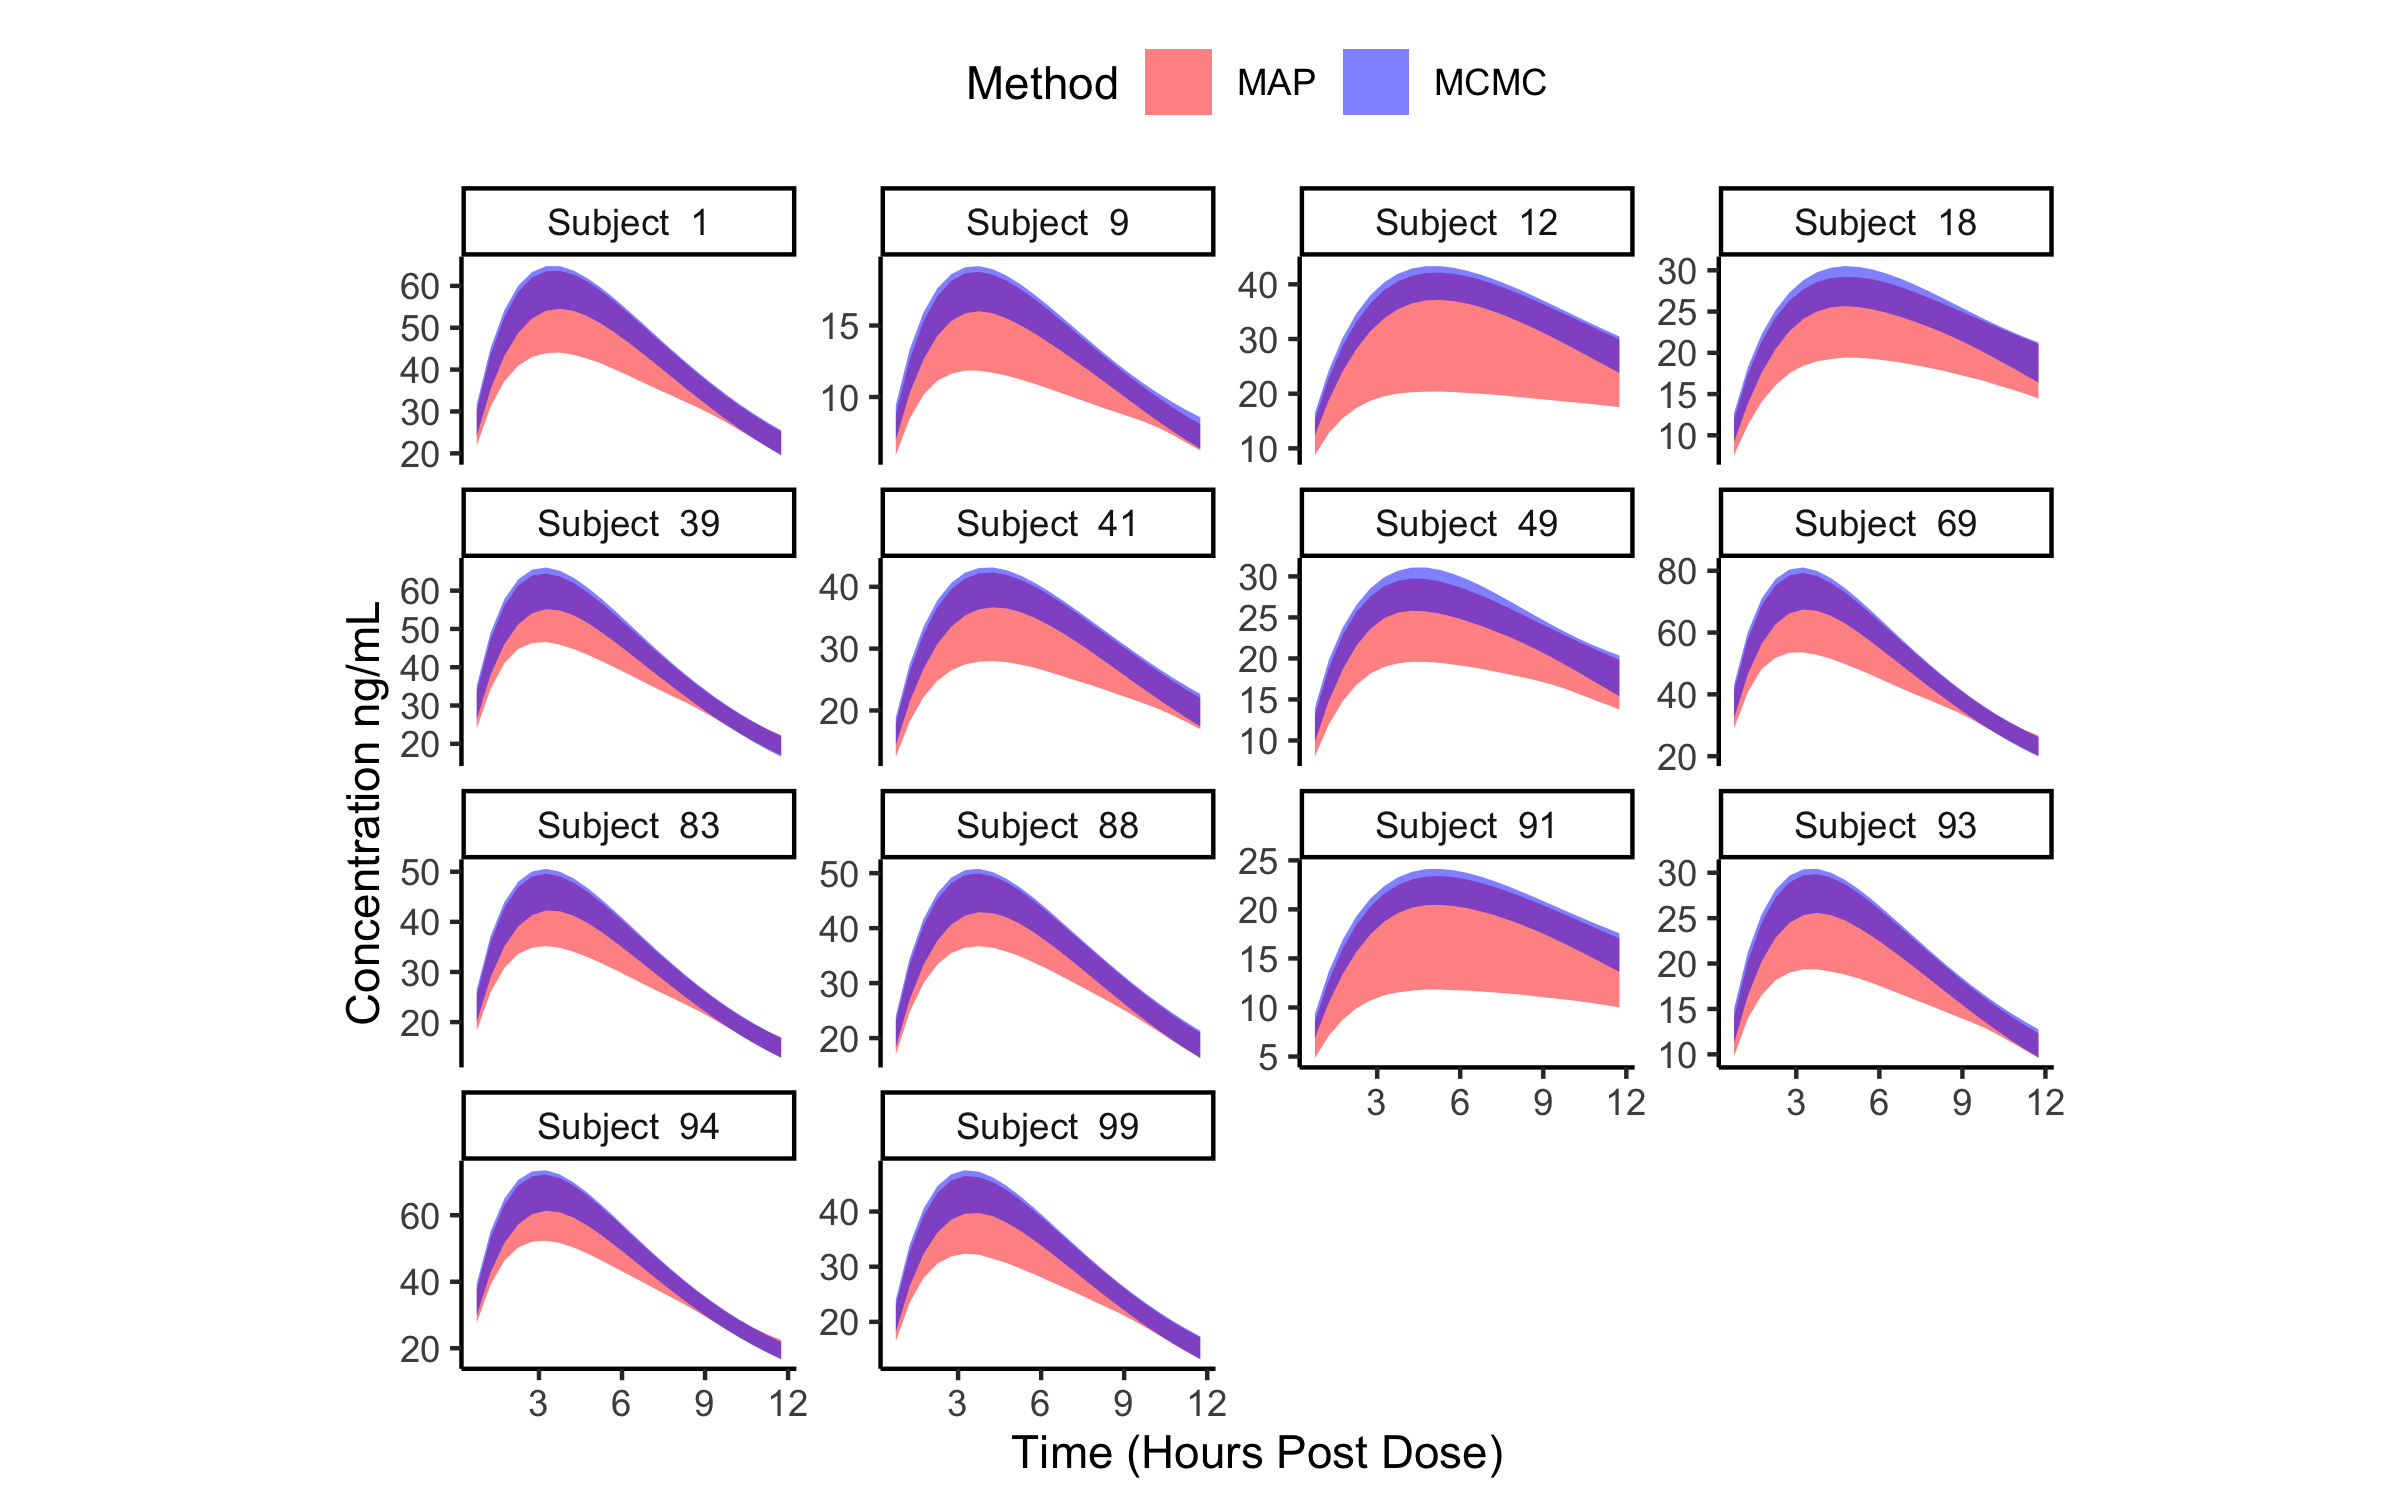 Method MAP MCMC
Subject 1 Subject 9 Subject 12 Subject 18
60 50 40 30 20
15 10
40 30 20 10
30 25 20 15 10
Subject 39 Subject 41 Subject 49 Subject 69
60 50 40 30 20
40 30 20
30 25 20 15 10
80 60 40 20
Subject 83 Subject 88 Subject 91 Subject 93
50 40 30 20
50 40 30 20
25 20 15 10 5
30 25 20 15 10
3 6 9 12
3 6 9 12
Subject 94 Subject 99
60 40 20
40 30 20
3 6 9 12
3 6 9 12
Concentration ng/mL
Time (Hours Post Dose)